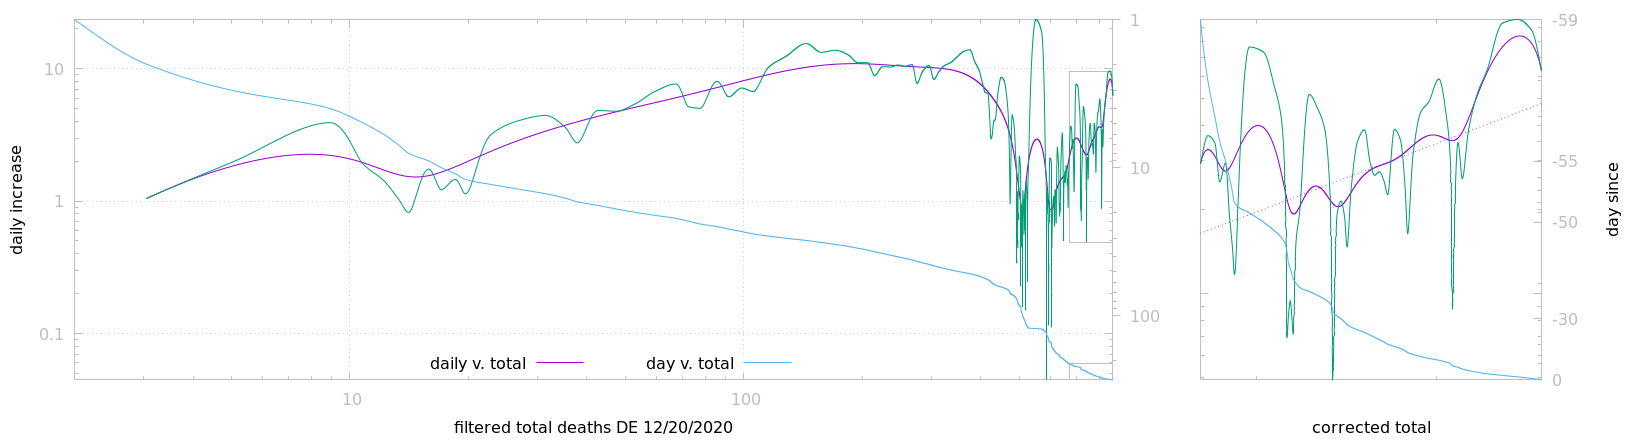 daily increase
10
1
0.1
1
10
100
daily v. total
day v. total
10
100
filtered total deaths DE 12/20/2020
-59
-55
-50
-30
0
day since
corrected total